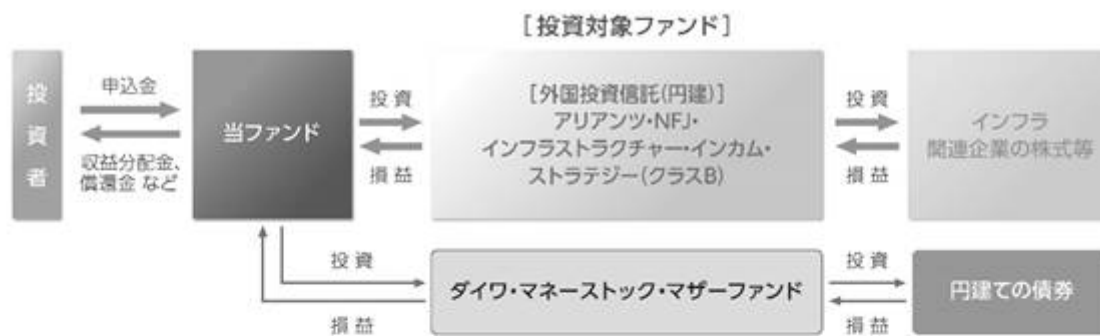 [投資対象ファンド]
投資者
申込金
収益分配金、
償還金 など
当ファンド
投資
損益
[外国投資信託(円建)]
アリアンツ・NFJ・
インフラストラクチャー・インカム・
ストラテジー(クラスB)
投資
損益
インフラ
関連企業の株式等
投資
損益
ダイワ・マネーストック・マザーファンド
投資
損益
円建ての債券